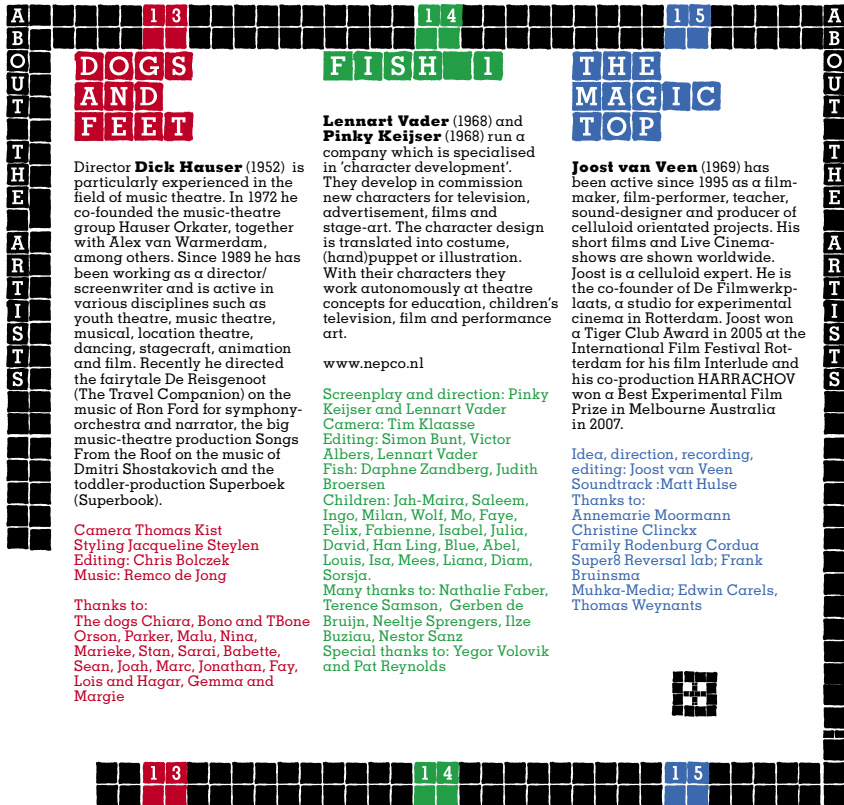 ABOUT THE ARTISTS
13
DOGS
AND
FEET
Director Dick Hauser (1952) is
particularly experienced in the
field of music theatre. In 1972 he
co-founded the music-theatre
group Hauser Orkater, together
with Alex van Warmerdam,
among others. Since 1989 he has
been working as a director/
screenwriter and is active in
various disciplines such as
youth theatre, music theatre,
musical, location theatre,
dancing, stagecraft, animation
and film. Recently he directed
the fairytale De Reisgenoot
(The Travel Companion) on the
music of Ron Ford for symphony-
orchestra and narrator, the big
music-theatre production Songs
From the Roof on the music of
Dmitri Shostakovich and the
toddler-production Superboek
(Superbook).
Camera Thomas Kist
Styling Jacqueline Steylen
Editing: Chris Bolczek
Music: Remco de Jong
Thanks to:
The dogs Chiara, Bono and TBone
Orson, Parker, Malu, Nina,
Marieke, Stan, Sarai, Babette,
Sean, Joah, Marc, Jonathan, Fay,
Lois and Hagar, Gemma and
Margie
13
14
FISH 1
Lennart Vader (1968) and
Pinky Keijser (1968) run a
company which is specialised
in ‘character development’.
They develop in commission
new characters for television,
advertisement, films and
stage-art. The character design
is translated into costume,
(hand)puppet or illustration.
With their characters they
work autonomously at theatre
concepts for education, children's
television, film and performance
art.
www.nepco.nl
Screenplay and direction: Pinky
Keijser and Lennart Vader
Camera: Tim Klaasse
Editing: Simon Bunt, Victor
Albers, Lennart Vader
Fish: Daphne Zandberg, Judith
Broersen
Children: Jah-Maira, Saleem,
Ingo, Milan, Wolf, Mo, Faye,
Felix, Fabienne, Isabel, Julia,
David, Han Ling, Blue, Abel,
Louis, Isa, Mees, Liana, Diam,
Sorsja.
Many thanks to: Nathalie Faber,
Terence Samson, Gerben de
Bruijn, Neeltje Sprengers, Ilze
Buziau, Nestor Sanz
Special thanks to: Yegor Volovik
and Pat Reynolds
14
15
THE
MAGIC
TOP
Joost van Veen (1969) has
been active since 1995 as a film-
maker, film-performer, teacher,
sound-designer and producer of
celluloid orientated projects. His
short films and Live Cinema-
shows are shown worldwide.
Joost is a celluloid expert. He is
the co-founder of De Filmwerkp-
laats, a studio for experimental
cinema in Rotterdam. Joost won
a Tiger Club Award in 2005 at the
International Film Festival Rot-
terdam for his film Interlude and
his co-production HARRACHOV
won a Best Experimental Film
Prize in Melbourne Australia
in 2007.
Idea, direction, recording,
editing: Joost van Veen
Soundtrack :Matt Hulse
Thanks to:
Annemarie Moormann
Christine Clinckx
Family Rodenburg Cordua
Super8 Reversal lab; Frank
Bruinsma
Muhka-Media; Edwin Carels,
Thomas Weynants
15
ABOUT THE ARTISTS